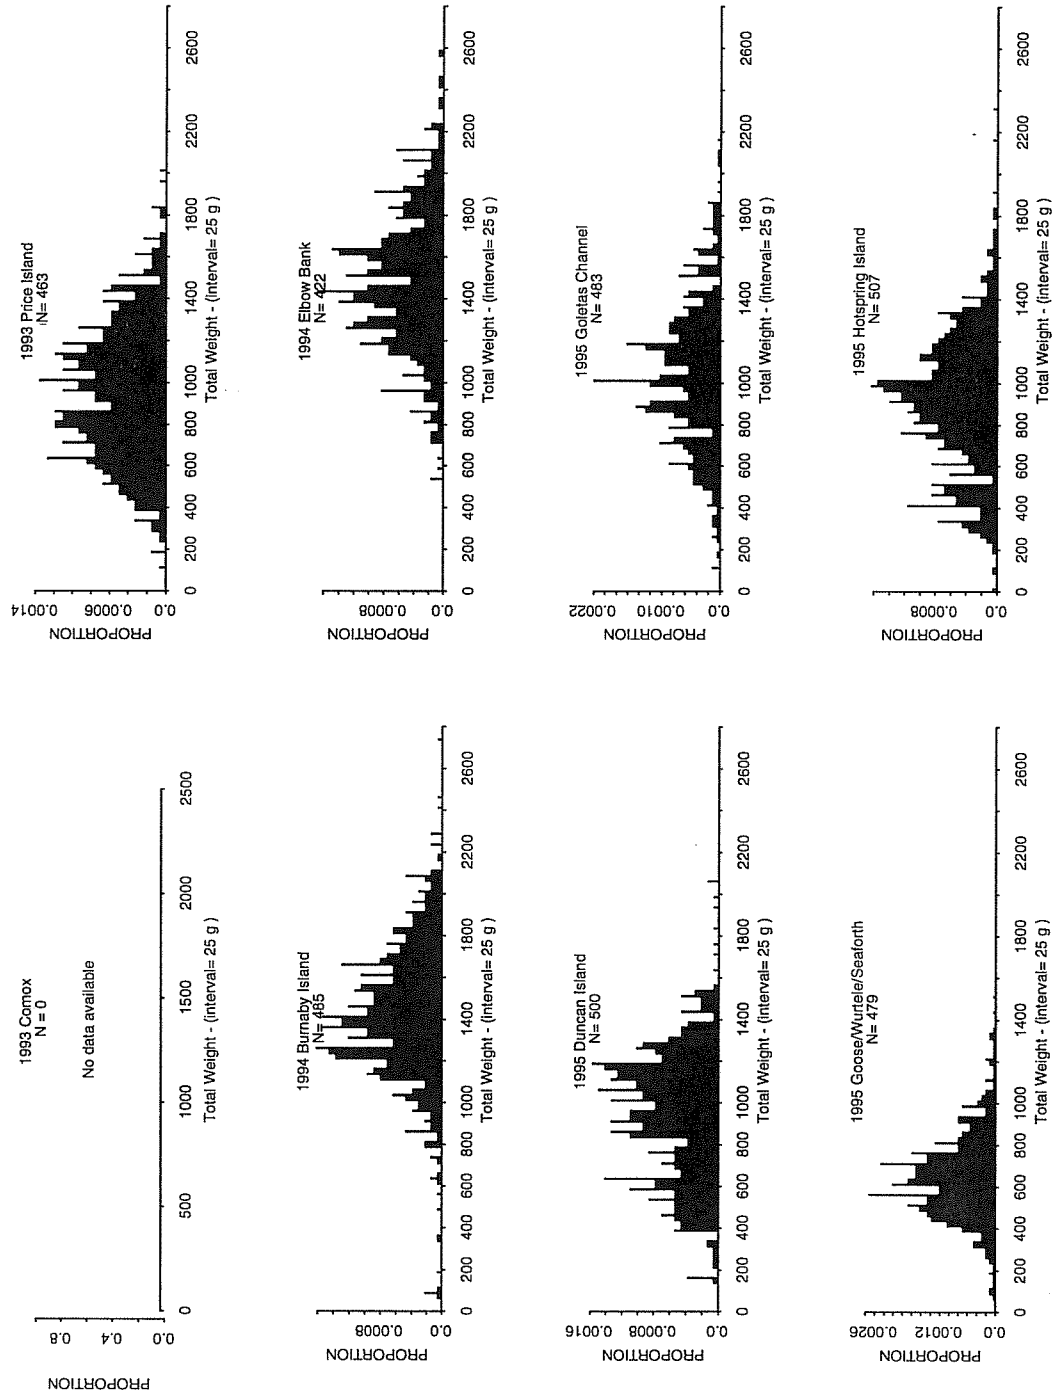 1993 Comox
N = 0
No data available
PROPORTION
0.8
0.4
0.0
0 500 1000 1500 2000 2500
Total Weight - (interval= 25 g )
1993 Price Island
N= 463
PROPORTION
0.0014
0.0006
0.0
0 200 400 600 800 1000 1400 1800 2200 2600
Total Weight - (interval= 25 g )
1994 Burnaby Island
N= 485
PROPORTION
0.0008
0.0
0 200 400 600 800 1000 1400 1800 2200 2600
Total Weight - (interval= 25 g )
1994 Elbow Bank
N= 422
PROPORTION
0.0008
0.0
0 200 400 600 800 1000 1400 1800 2200 2600
Total Weight - (interval= 25 g )
1995 Duncan Island
N= 500
PROPORTION
0.0016
0.0008
0.0
0 200 400 600 800 1000 1400 1800 2200 2600
Total Weight - (interval= 25 g )
1995 Goletas Channel
N= 483
PROPORTION
0.0022
0.0010
0.0
0 200 400 600 800 1000 1400 1800 2200 2600
Total Weight - (interval= 25 g )
1995 Goose/Wurtele/Seaforth
N= 479
PROPORTION
0.0026
0.0012
0.0
0 200 400 600 800 1000 1400 1800 2200 2600
Total Weight - (interval= 25 g )
1995 Hotspring Island
N= 507
PROPORTION
0.0008
0.0
0 200 400 600 800 1000 1400 1800 2200 2600
Total Weight - (interval= 25 g )